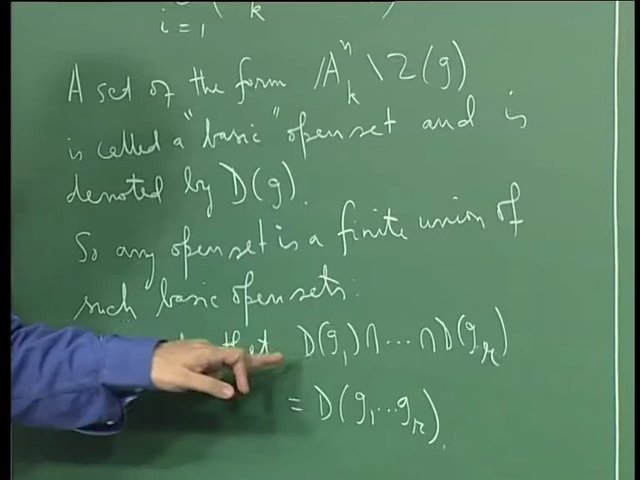 i = 1 ( k )
A set of the form /A^n_k \ Z(g)
is called a "basic" open set and is
denoted by D(g).
So any open set is a finite union of
such basic open sets.
that D(g_1) ∩ ... ∩ D(g_r)
= D(g_1...g_r).